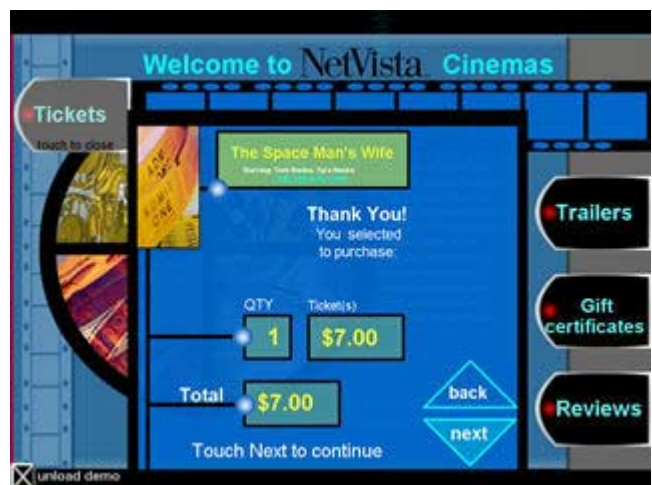 Welcome to NetVista Cinemas
Tickets
touch to close
The Space Man's Wife
Thank You!
You selected
to purchase:
QTY Ticket(s)
1 $7.00
Total $7.00
back
next
Touch Next to continue
Trailers
Gift
certificates
Reviews
unload demo